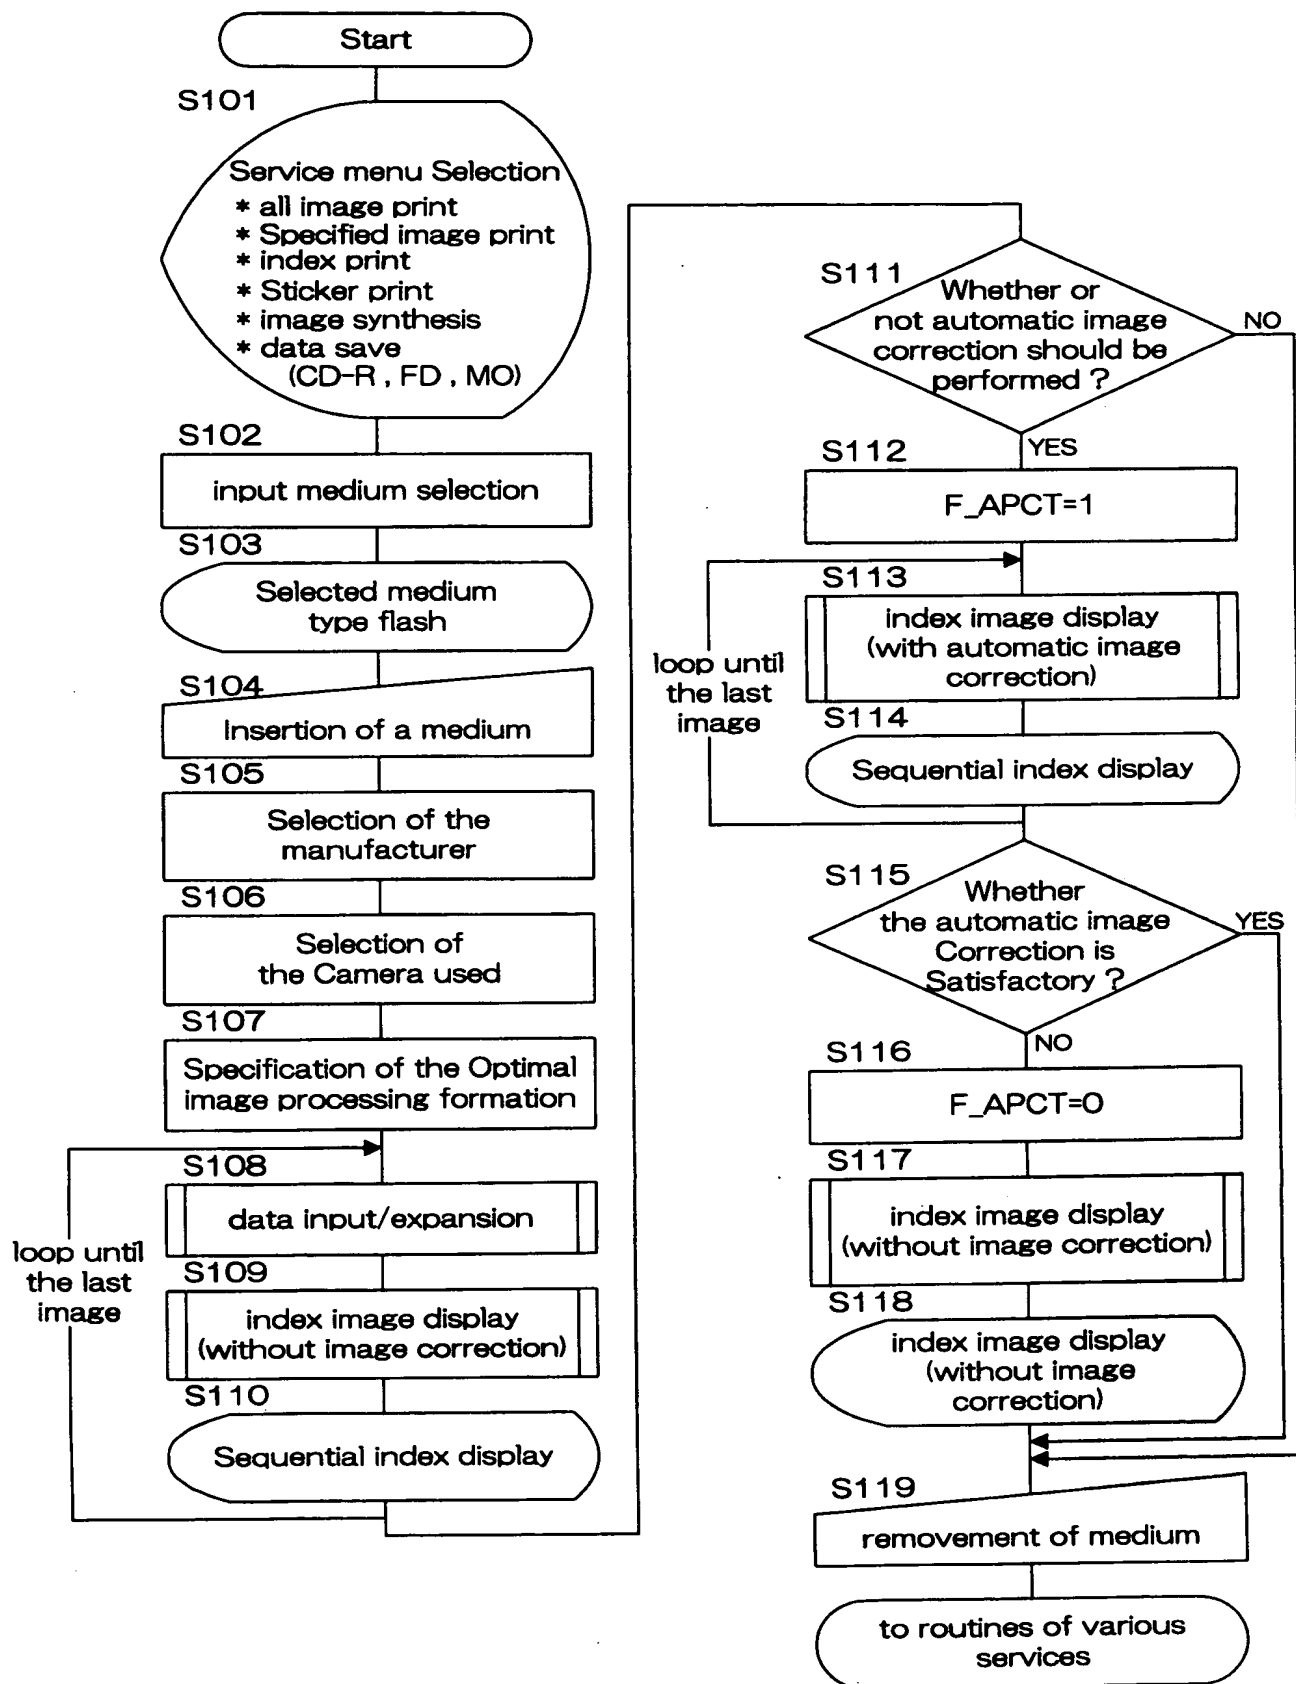 Start
S101
Service menu Selection
* all image print
* Specified image print
* index print
* Sticker print
* image synthesis
* data save
(CD-R , FD , MO)
S102
input medium selection
S103
Selected medium
type flash
S104
Insertion of a medium
S105
Selection of the
manufacturer
S106
Selection of
the Camera used
S107
Specification of the Optimal
image processing formation
S108
data input/expansion
loop until
the last
image
S109
index image display
(without image correction)
S110
Sequential index display
S111
Whether or
not automatic image
correction should be
performed ?
NO
YES
S112
F_APCT=1
S113
index image display
(with automatic image
correction)
loop until
the last
image
S114
Sequential index display
S115
Whether
the automatic image
Correction is
Satisfactory ?
YES
NO
S116
F_APCT=0
S117
index image display
(without image correction)
S118
index image display
(without image
correction)
S119
removement of medium
to routines of various
services